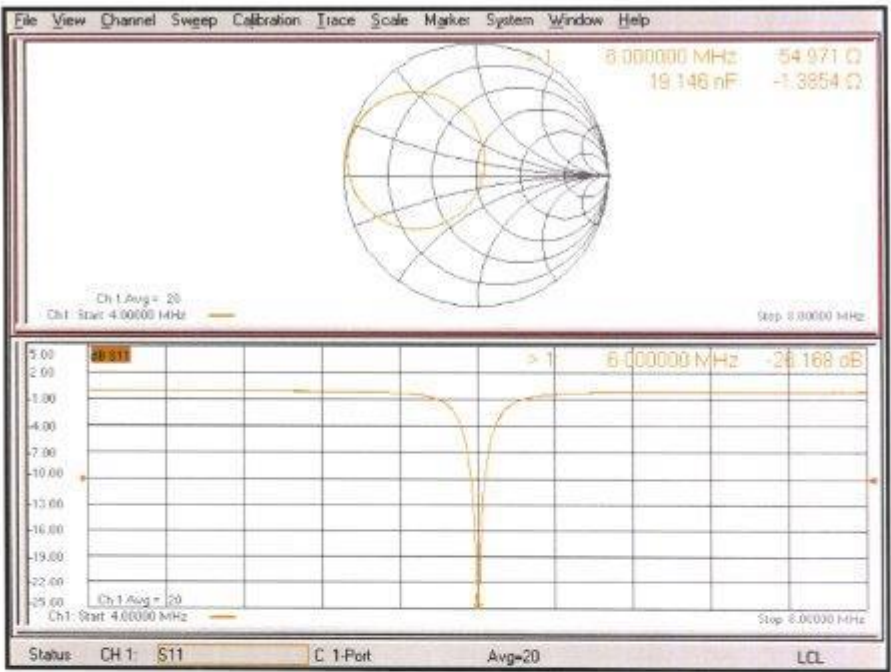 File View Channel Sweep Calibration Trace Scale Marker System Window Help
> 1: 6.000000 MHz 54.971 Ω
19.146 nF -1.3854 Ω
Ch 1 Avg = 20
Ch1: Start 4.00000 MHz
Stop 8.00000 MHz
5.00
dB S11
> 1: 6.000000 MHz -26.168 dB
2.00
-1.00
-4.00
-7.00
-10.00
-13.00
-16.00
-19.00
-22.00
-25.00
Ch 1 Avg = 20
Ch1: Start 4.00000 MHz
Stop 8.00000 MHz
Status CH 1: S11 C 1-Port Avg=20 LCL